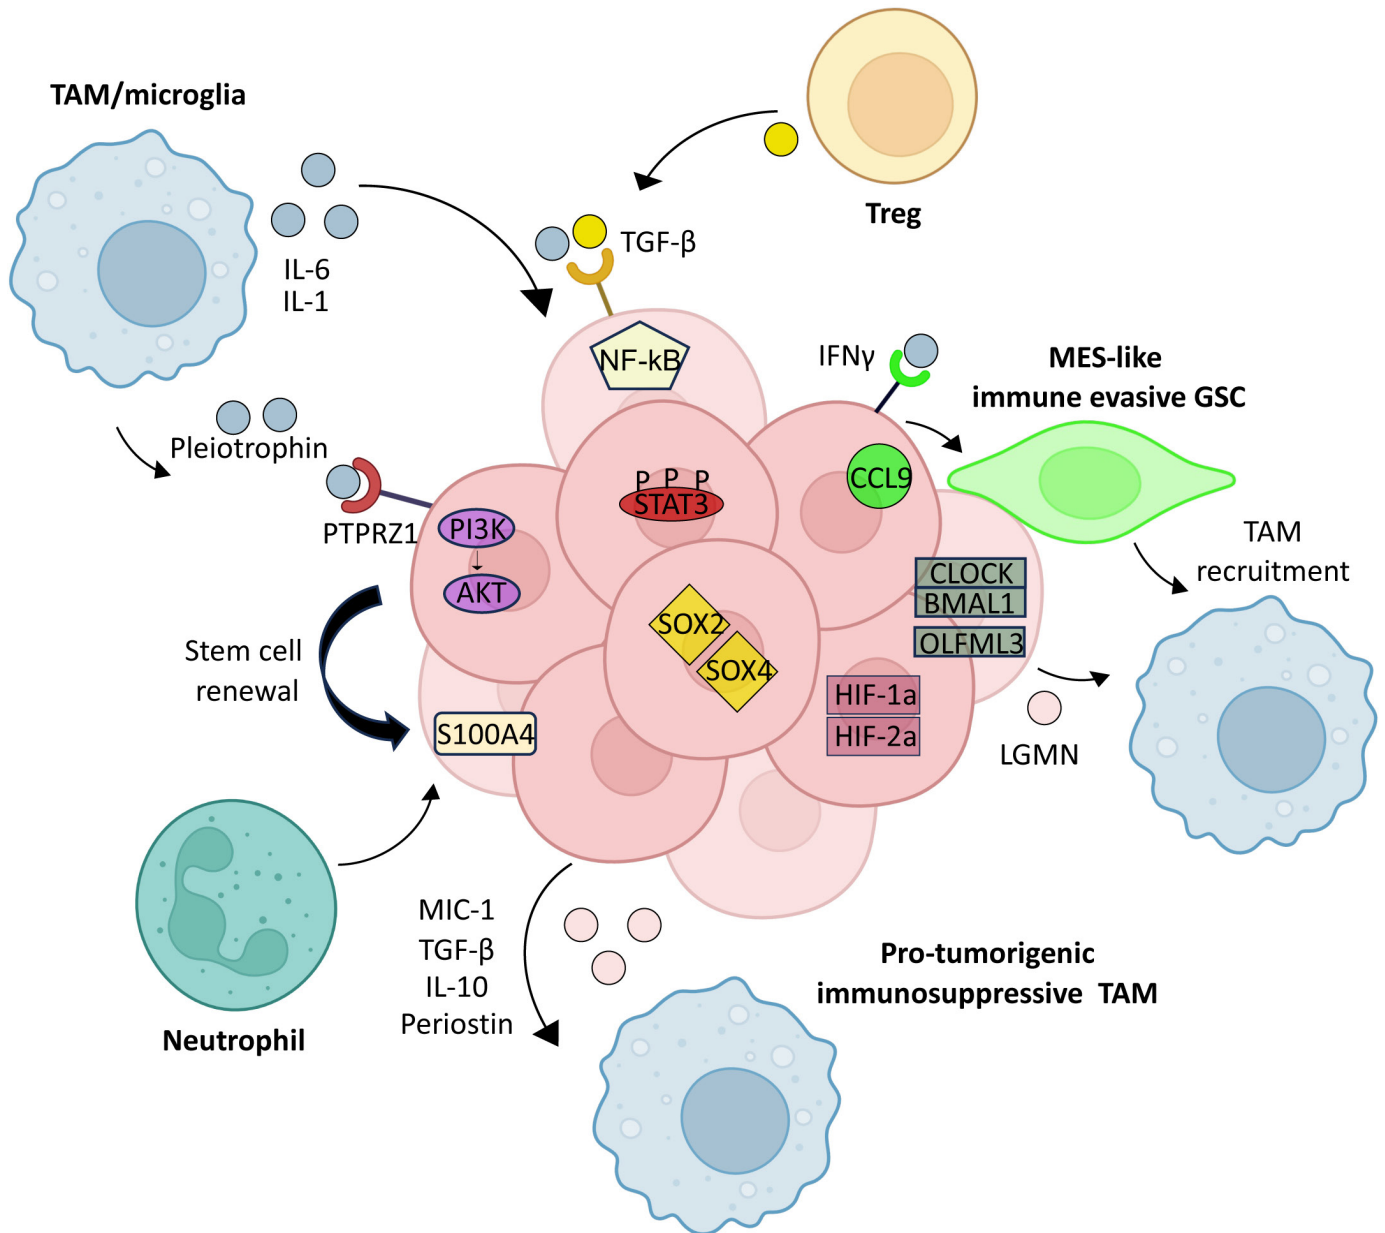 TAM/microglia
IL-6
IL-1
Treg
TGF-β
NF-kB
IFNγ
MES-like
immune evasive GSC
CCL9
Pleiotrophin
PTPRZ1
PI3K
AKT
P P P
STAT3
TAM
recruitment
CLOCK
BMAL1
OLFML3
SOX2
SOX4
HIF-1a
HIF-2a
LGMN
Stem cell
renewal
S100A4
Neutrophil
MIC-1
TGF-β
IL-10
Periostin
Pro-tumorigenic
immunosuppressive TAM